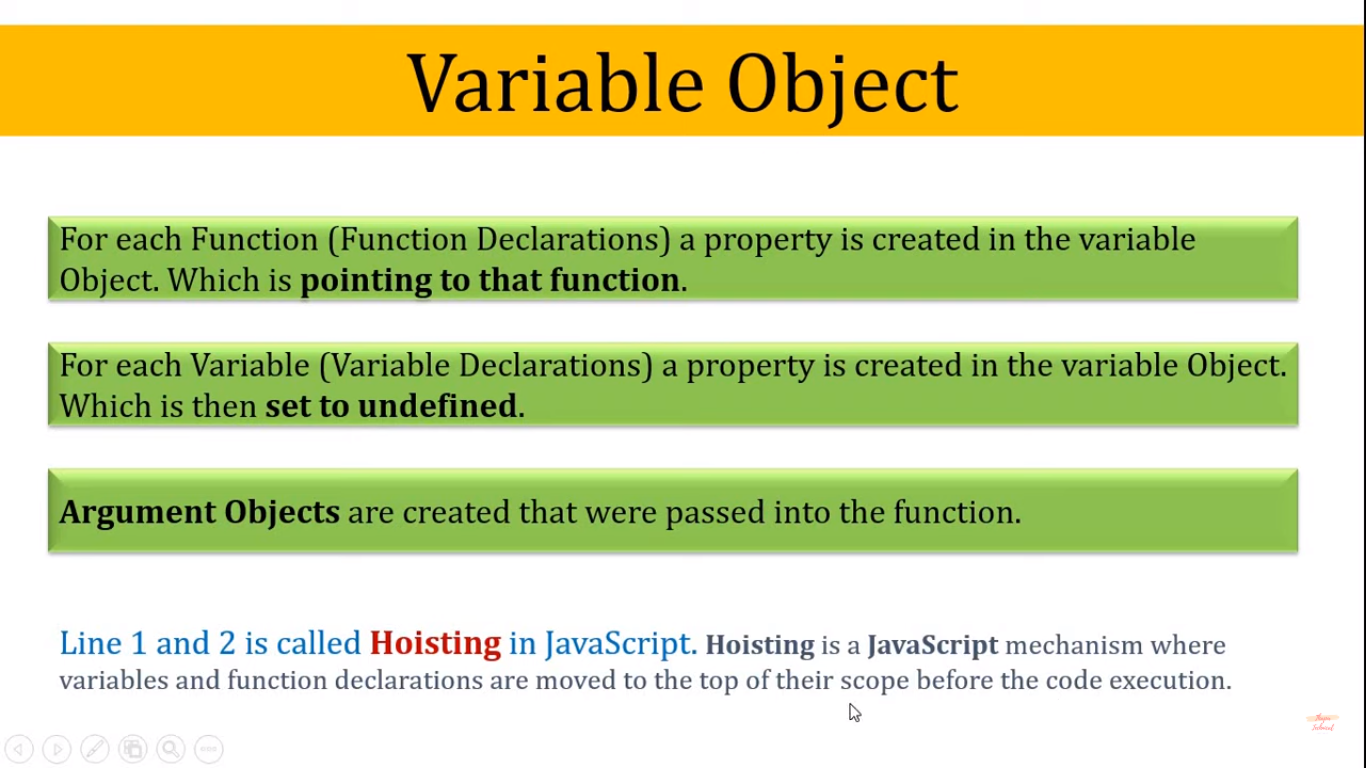 Variable Object
For each Function (Function Declarations) a property is created in the variable
Object. Which is pointing to that function.
For each Variable (Variable Declarations) a property is created in the variable Object.
Which is then set to undefined.
Argument Objects are created that were passed into the function.
Line 1 and 2 is called Hoisting in JavaScript. Hoisting is a JavaScript mechanism where
variables and function declarations are moved to the top of their scope before the code execution.
Technical